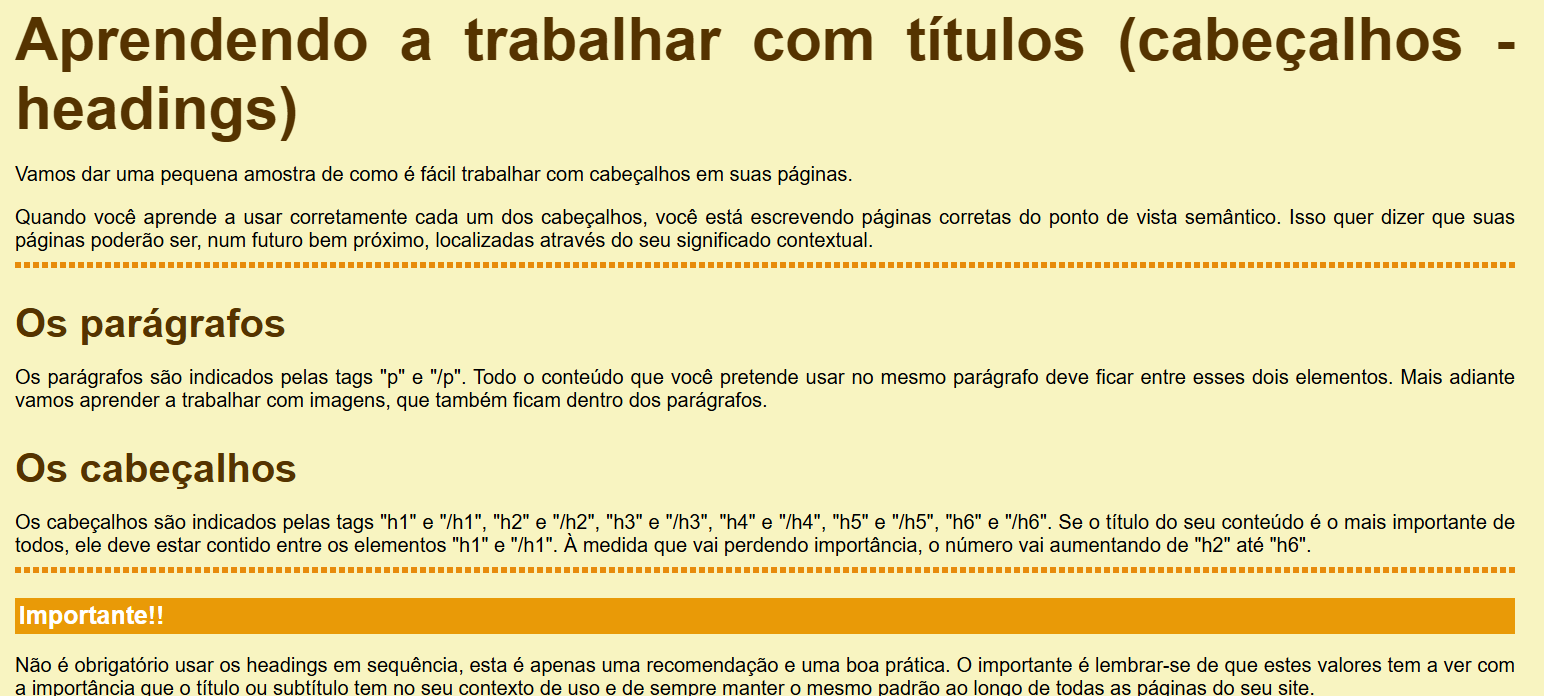 Aprendendo a trabalhar com títulos (cabeçalhos -
headings)
Vamos dar uma pequena amostra de como é fácil trabalhar com cabeçalhos em suas páginas.
Quando você aprende a usar corretamente cada um dos cabeçalhos, você está escrevendo páginas corretas do ponto de vista semântico. Isso quer dizer que suas
páginas poderão ser, num futuro bem próximo, localizadas através do seu significado contextual.
Os parágrafos
Os parágrafos são indicados pelas tags "p" e "/p". Todo o conteúdo que você pretende usar no mesmo parágrafo deve ficar entre esses dois elementos. Mais adiante
vamos aprender a trabalhar com imagens, que também ficam dentro dos parágrafos.
Os cabeçalhos
Os cabeçalhos são indicados pelas tags "h1" e "/h1", "h2" e "/h2", "h3" e "/h3", "h4" e "/h4", "h5" e "/h5", "h6" e "/h6". Se o título do seu conteúdo é o mais importante de
todos, ele deve estar contido entre os elementos "h1" e "/h1". À medida que vai perdendo importância, o número vai aumentando de "h2" até "h6".
Importante!!
Não é obrigatório usar os headings em sequência, esta é apenas uma recomendação e uma boa prática. O importante é lembrar-se de que estes valores tem a ver com
a importância que o título ou subtítulo tem no seu contexto de uso e de sempre manter o mesmo padrão ao longo de todas as páginas do seu site.